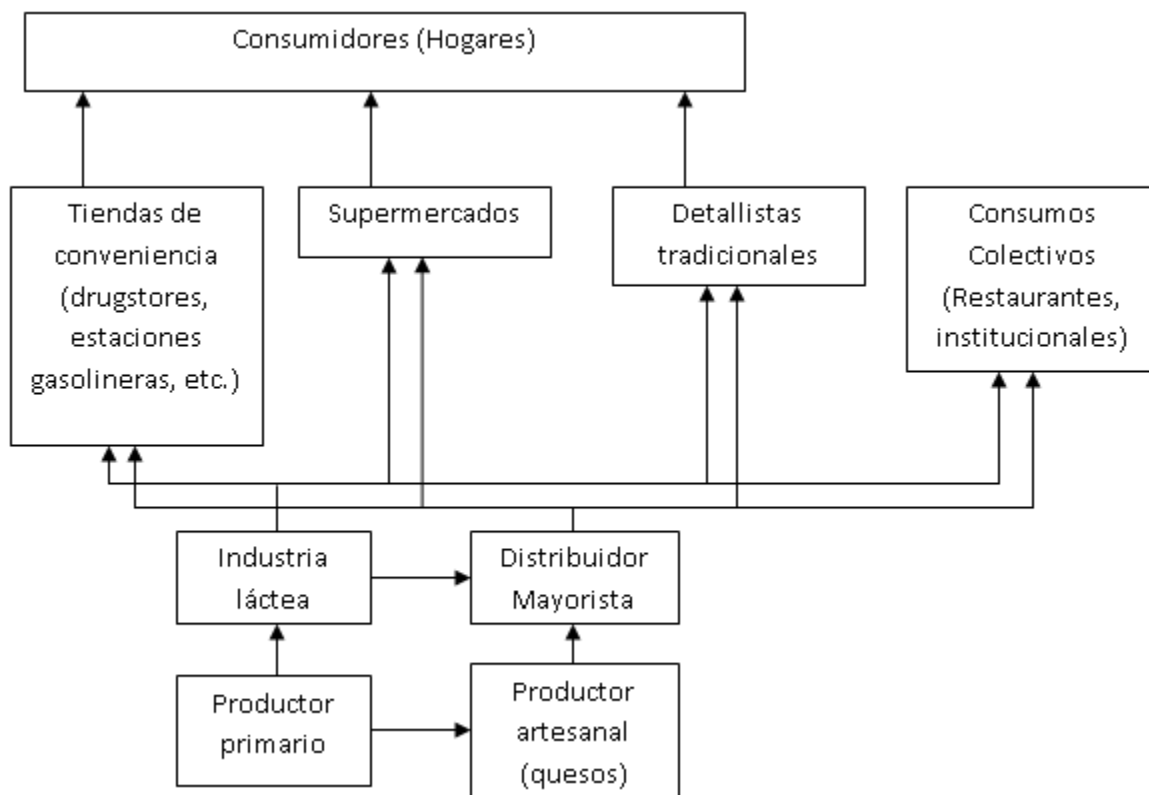 Consumidores (Hogares)
Tiendas de
conveniencia
(drugstores,
estaciones
gasolineras, etc.)
Supermercados
Detallistas
tradicionales
Consumos
Colectivos
(Restaurantes,
institucionales)
Industria
láctea
Distribuidor
Mayorista
Productor
primario
Productor
artesanal
(quesos)